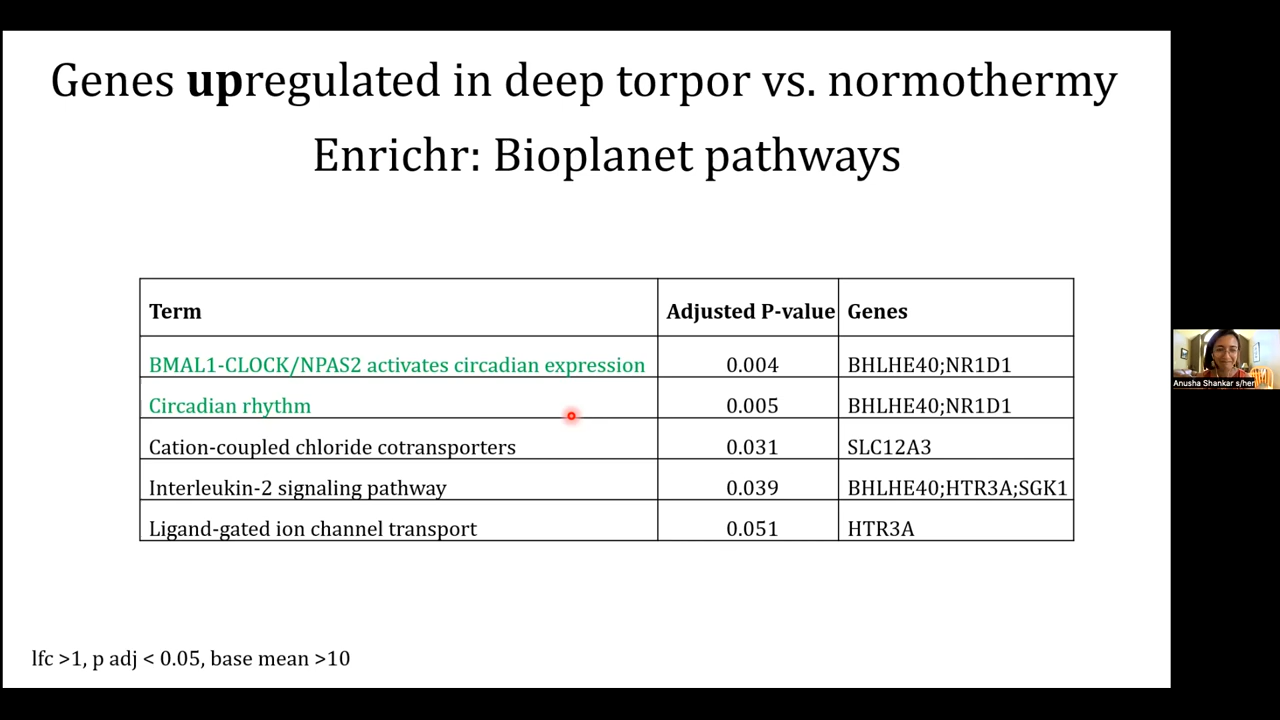 Genes upregulated in deep torpor vs. normothermy
Enrichr: Bioplanet pathways
Term Adjusted P-value Genes
BMAL1-CLOCK/NPAS2 activates circadian expression 0.004 BHLHE40;NR1D1
Circadian rhythm 0.005 BHLHE40;NR1D1
Cation-coupled chloride cotransporters 0.031 SLC12A3
Interleukin-2 signaling pathway 0.039 BHLHE40;HTR3A;SGK1
Ligand-gated ion channel transport 0.051 HTR3A
lfc >1, p adj < 0.05, base mean >10
Anusha Shankar s/her